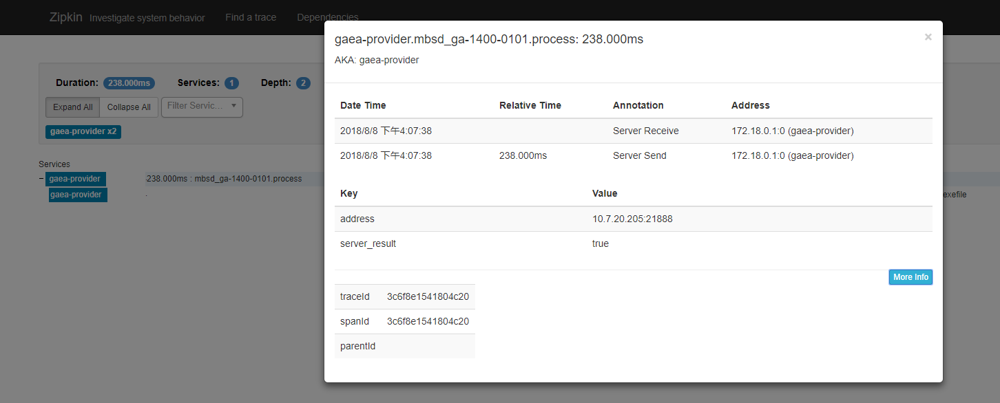 Zipkin Investigate system behavior Find a trace Dependencies
gaea-provider.mbsd_ga-1400-0101.process: 238.000ms ×
AKA: gaea-provider
Duration: 238.000ms Services: 1 Depth: 2
Expand All Collapse All Filter Servic...
gaea-provider x2
Date Time Relative Time Annotation Address
2018/8/8 下午4:07:38 Server Receive 172.18.0.1:0 (gaea-provider)
2018/8/8 下午4:07:38 238.000ms Server Send 172.18.0.1:0 (gaea-provider)
Services
gaea-provider 238.000ms : mbsd_ga-1400-0101.process
gaea-provider exefile
Key Value
address 10.7.20.205:21888
server_result true
More Info
traceId 3c6f8e1541804c20
spanId 3c6f8e1541804c20
parentId